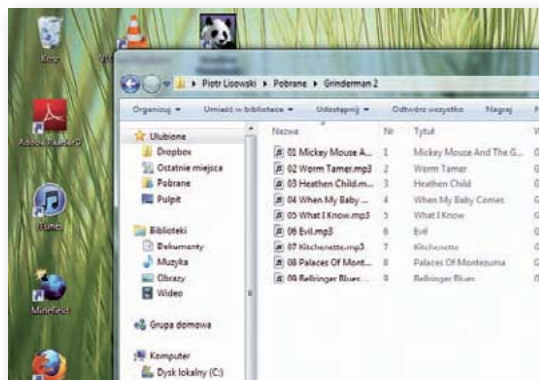 Kosz
Adobe Reader 9
iTunes
Minefield
Piotr Lisowski ▸ Pobrane ▸ Grinderman 2
Organizuj Umieść w bibliotece Udostępnij Odtwórz wszystko Nagraj
Ulubione
Dropbox
Ostatnie miejsca
Pobrane
Pulpit
Biblioteki
Dokumenty
Muzyka
Obrazy
Wideo
Grupa domowa
Komputer
Dysk lokalny (C:)
Nazwa Nr Tytuł
01 Mickey Mouse A... 1 Mickey Mouse And The G...
02 Worm Tamer.mp3 2 Worm Tamer
03 Heathen Child.m... 3 Heathen Child
04 When My Baby ... 4 When My Baby Comes
05 What I Know.mp3 5 What I Know
06 Evil.mp3 6 Evil
07 Kitchenette.mp3 7 Kitchenette
08 Palaces Of Mont... 8 Palaces Of Montezuma
09 Bellringer Blues.... 9 Bellringer Blues